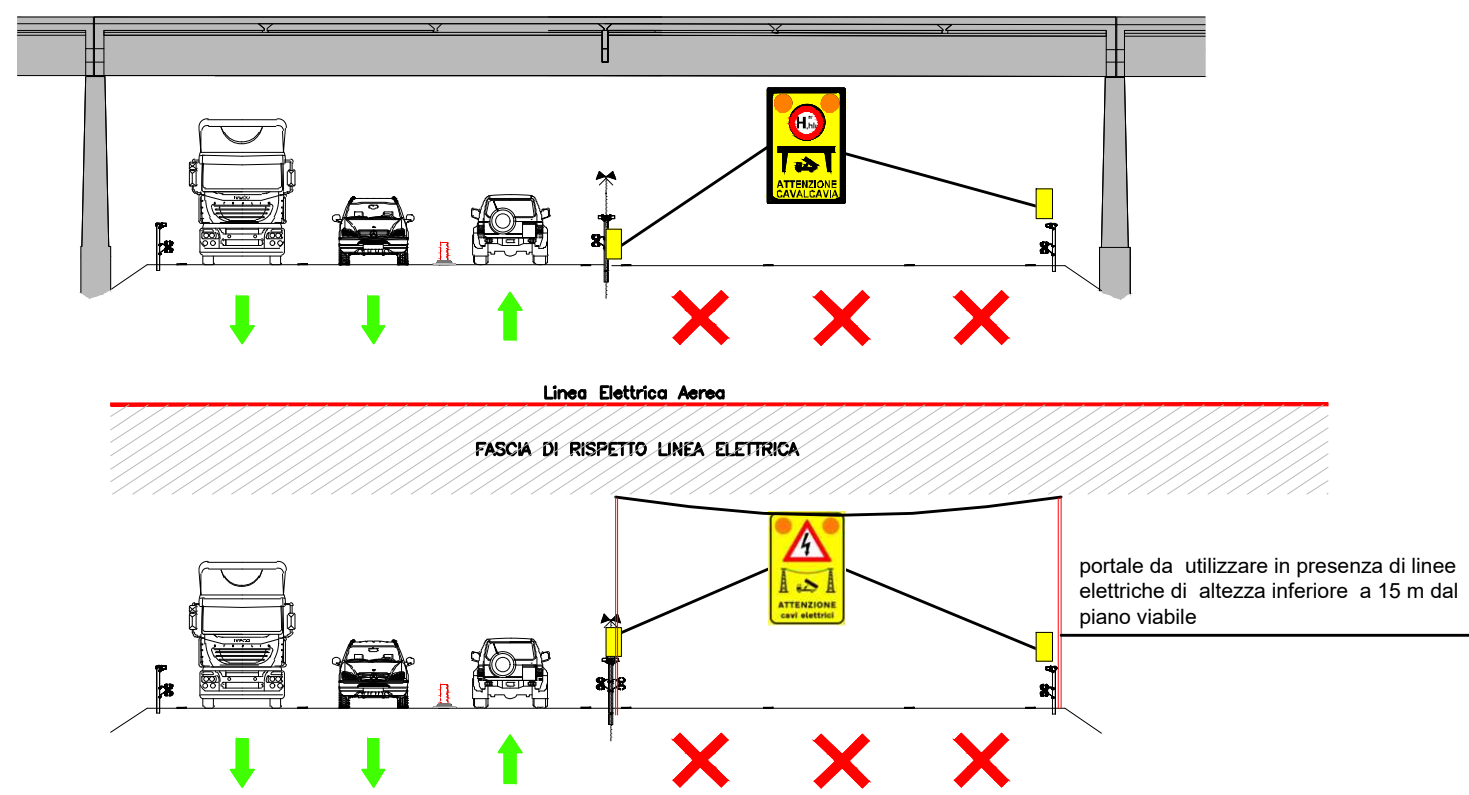 H
ATTENZIONE
CAVALCAVIA
Linea Elettrica Aerea
FASCIA DI RISPETTO LINEA ELETTRICA
ATTENZIONE
cavi elettrici
portale da utilizzare in presenza di linee
elettriche di altezza inferiore a 15 m dal
piano viabile